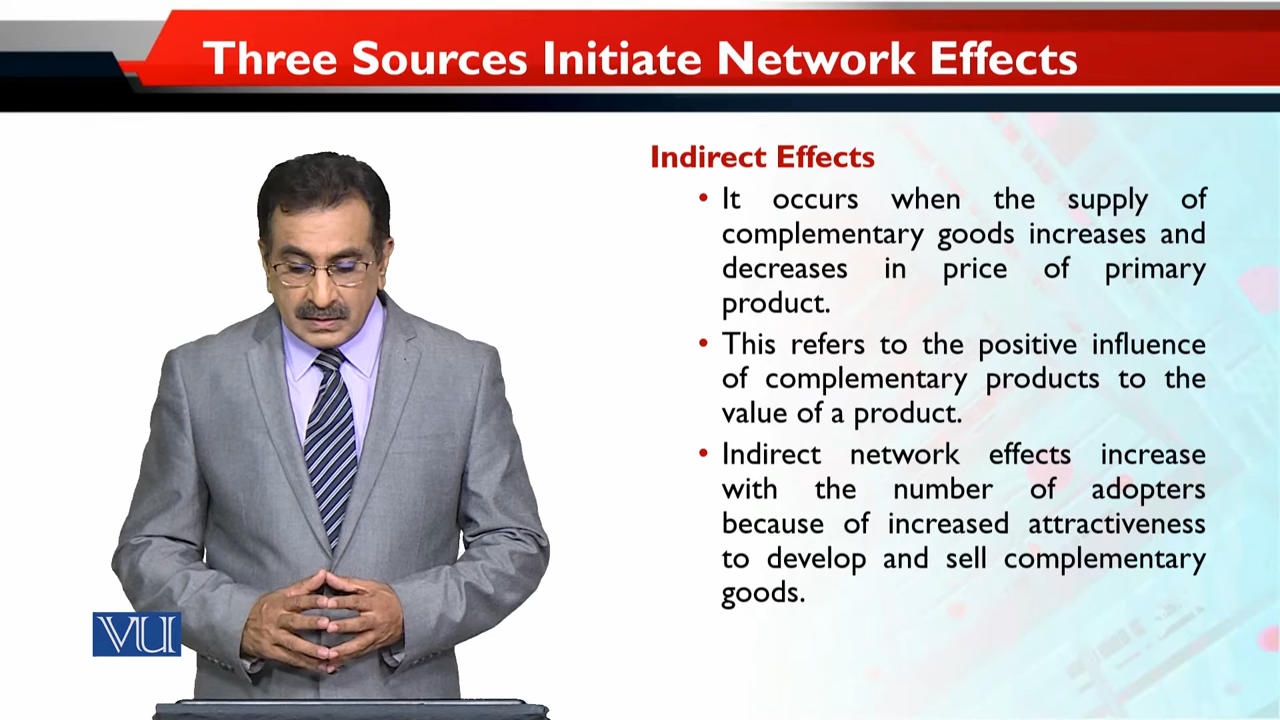 Three Sources Initiate Network Effects
Indirect Effects
• It occurs when the supply of
complementary goods increases and
decreases in price of primary
product.
• This refers to the positive influence
of complementary products to the
value of a product.
• Indirect network effects increase
with the number of adopters
because of increased attractiveness
to develop and sell complementary
goods.
VU